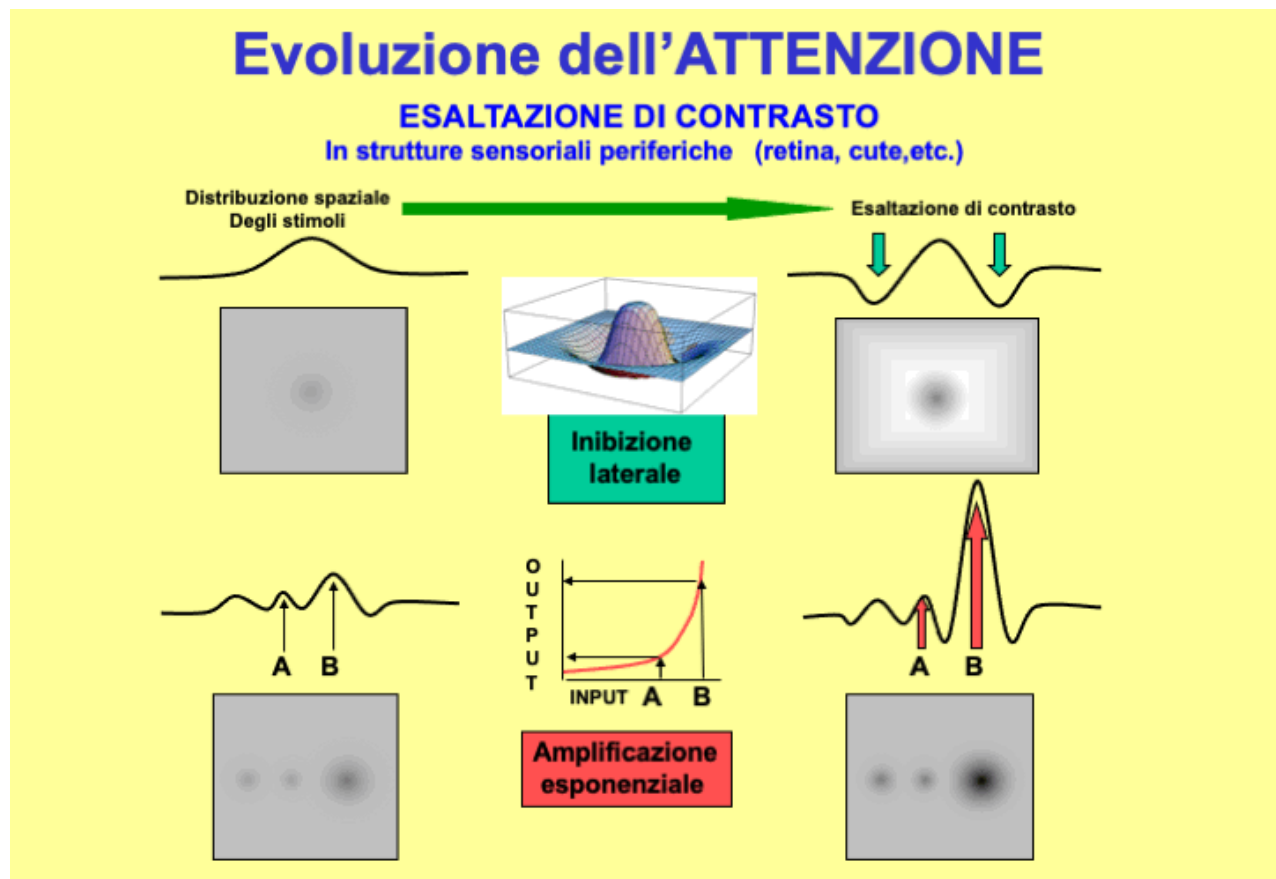 Evoluzione dell’ATTENZIONE
ESALTAZIONE DI CONTRASTO
In strutture sensoriali periferiche (retina, cute,etc.)
Distribuzione spaziale
Degli stimoli
Esaltazione di contrasto
Inibizione
laterale
A B
OUTPUT
INPUT A B
A B
Amplificazione
esponenziale